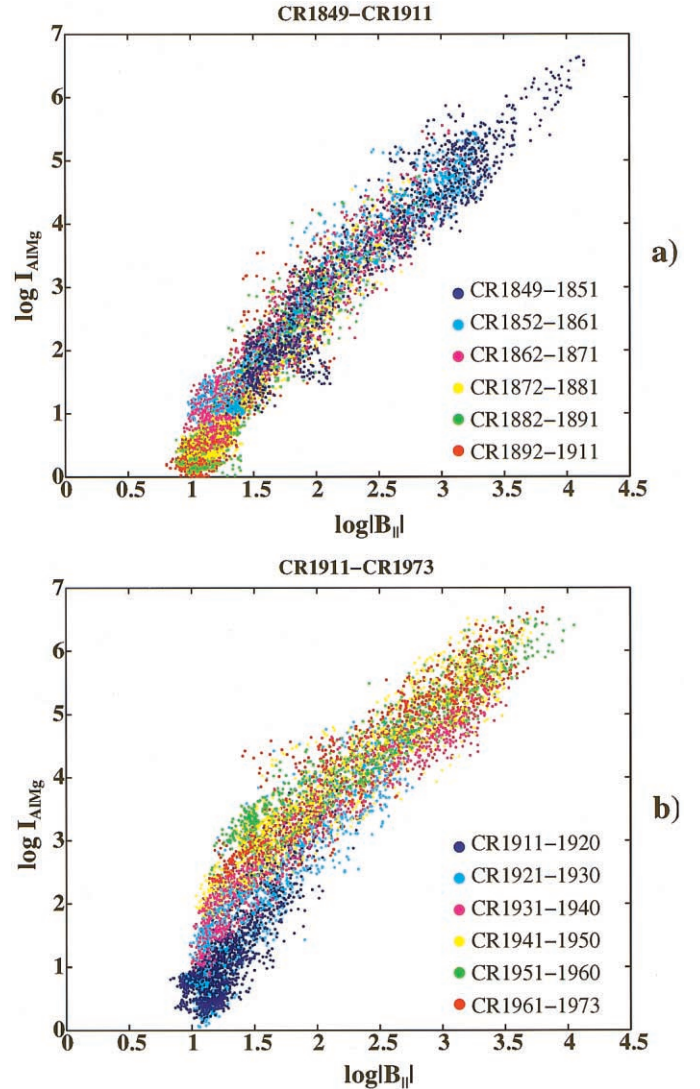 CR1849–CR1911
7
6
5
4
3
2
1
0
log I_AlMg
0 0.5 1 1.5 2 2.5 3 3.5 4 4.5
log|B_||_|
CR1849–1851
CR1852–1861
CR1862–1871
CR1872–1881
CR1882–1891
CR1892–1911
a)
CR1911–CR1973
7
6
5
4
3
2
1
0
log I_AlMg
0 0.5 1 1.5 2 2.5 3 3.5 4 4.5
log|B_||_|
CR1911–1920
CR1921–1930
CR1931–1940
CR1941–1950
CR1951–1960
CR1961–1973
b)